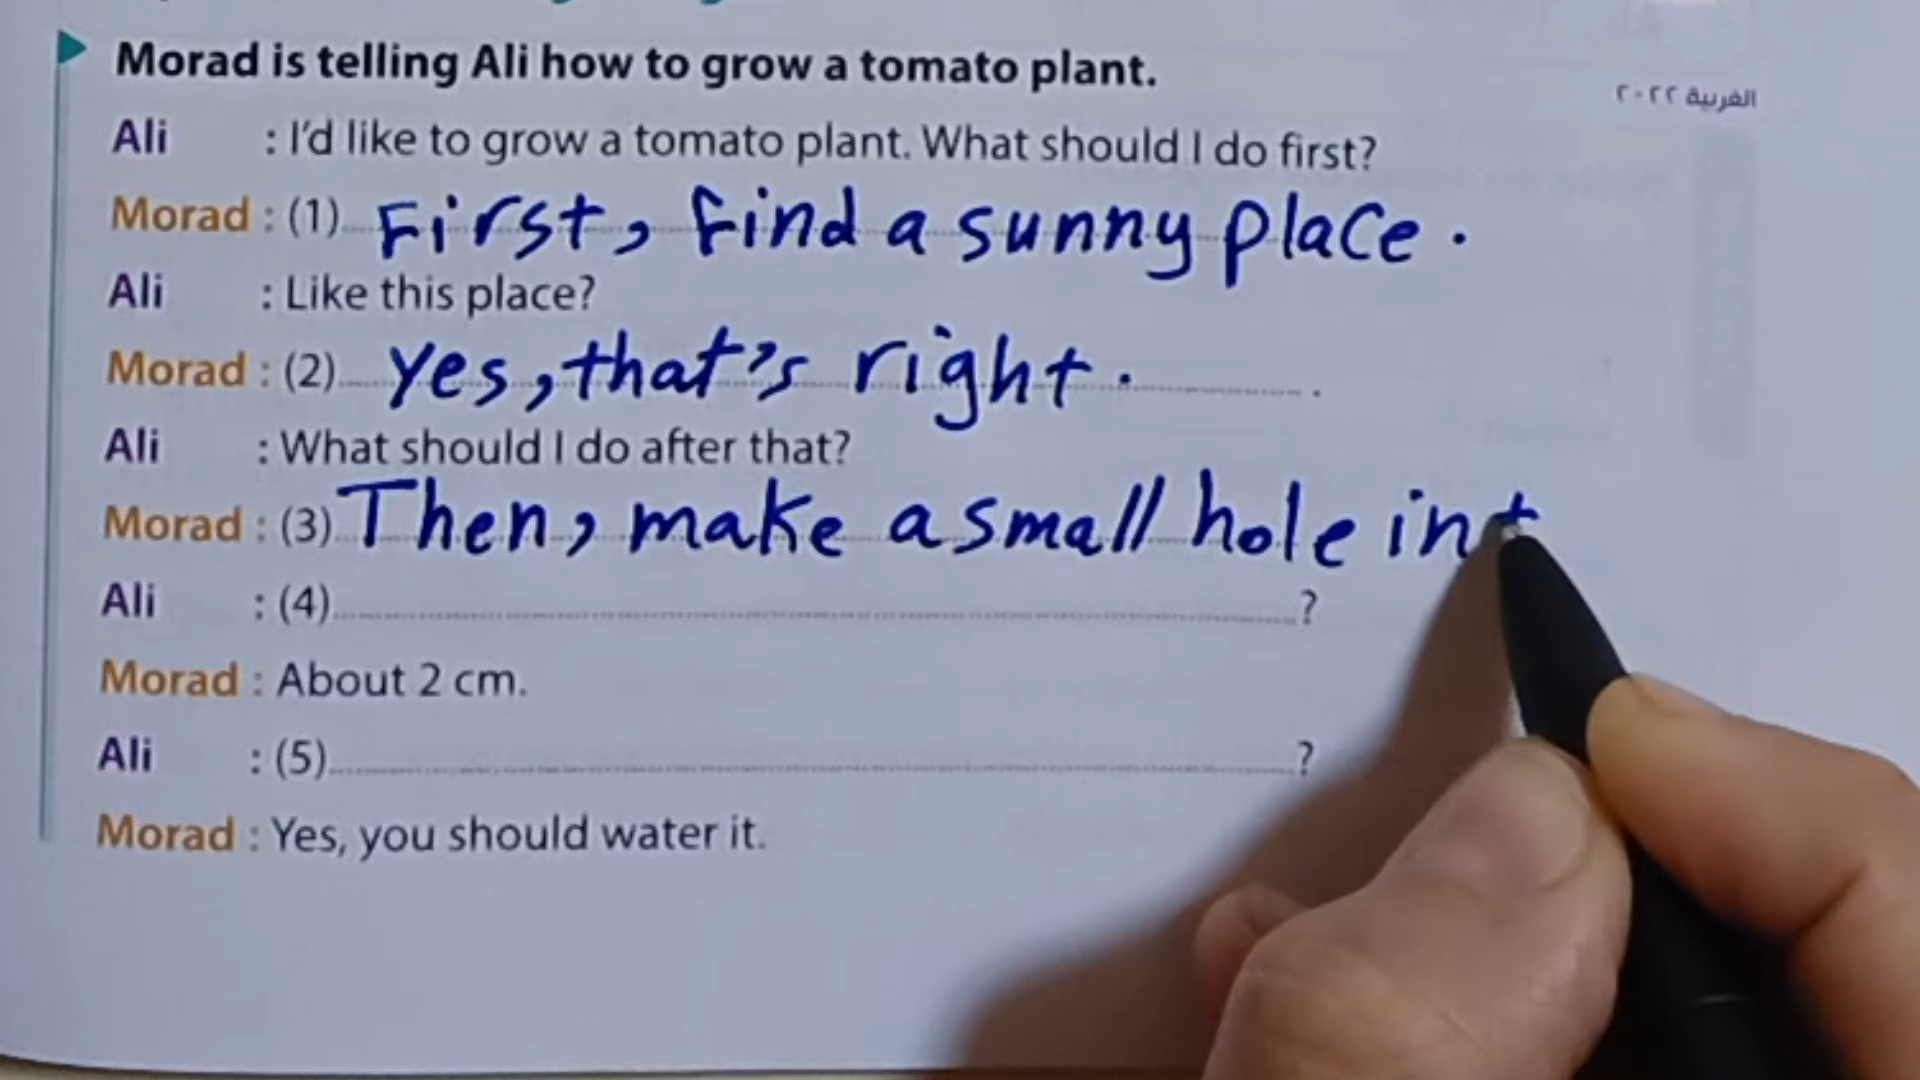 Morad is telling Ali how to grow a tomato plant.
الغربية ٢٠٢٢
Ali : I'd like to grow a tomato plant. What should I do first?
Morad : (1) First, find a sunny place.
Ali : Like this place?
Morad : (2) Yes, that's right.
Ali : What should I do after that?
Morad : (3) Then, make a small hole in t
Ali : (4) ?
Morad : About 2 cm.
Ali : (5) ?
Morad : Yes, you should water it.